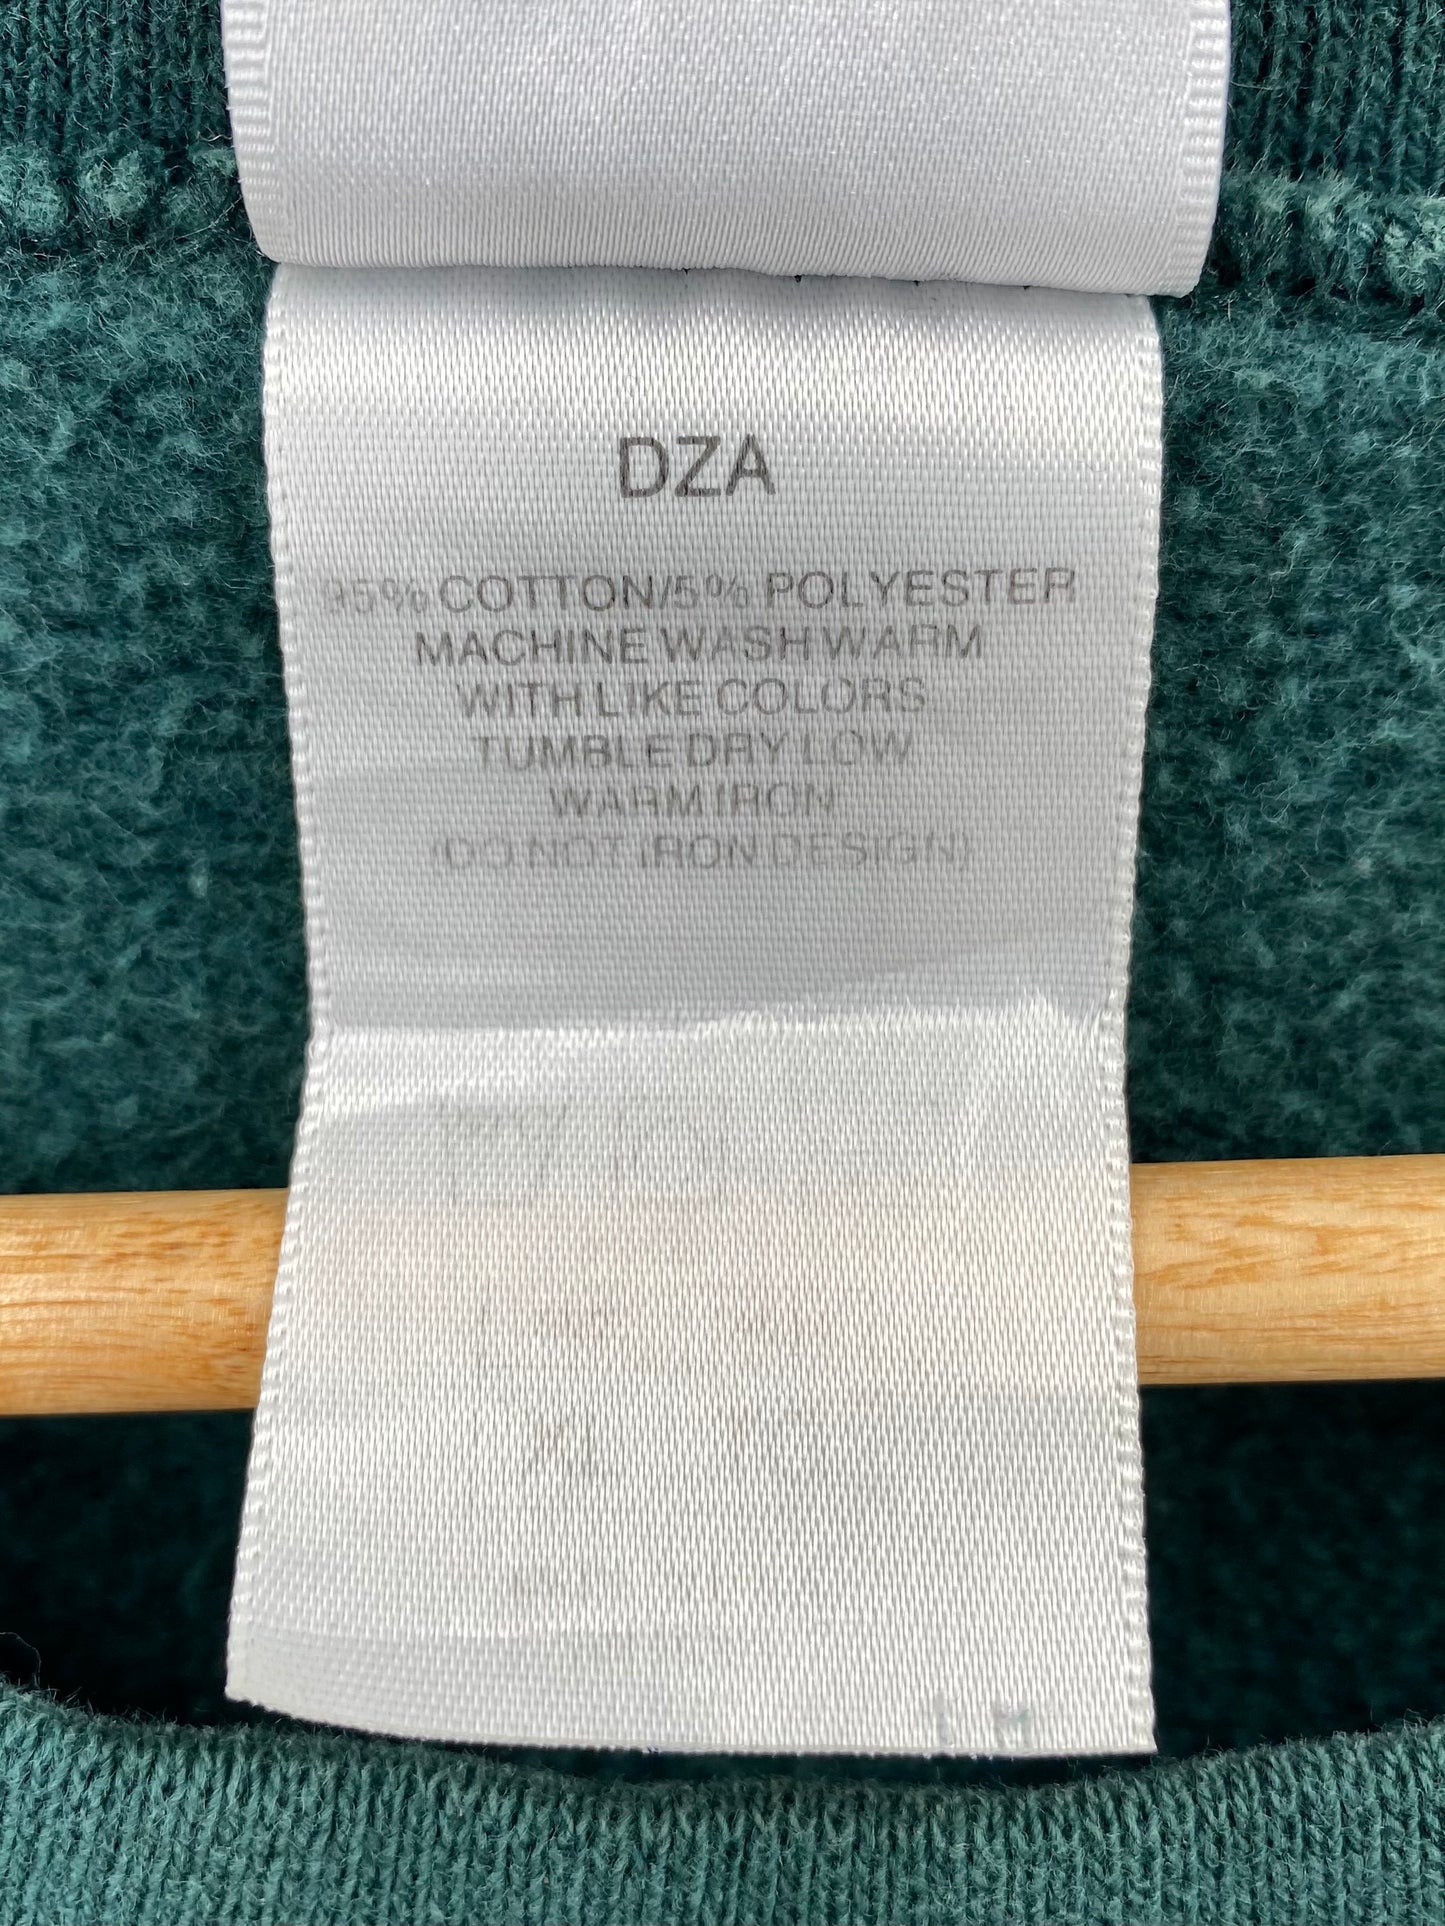 DZA
95% COTTON/5% POLYESTER
MACHINE WASH WARM
WITH LIKE COLORS
TUMBLE DRY LOW
WARM IRON
(DO NOT IRON DESIGN)